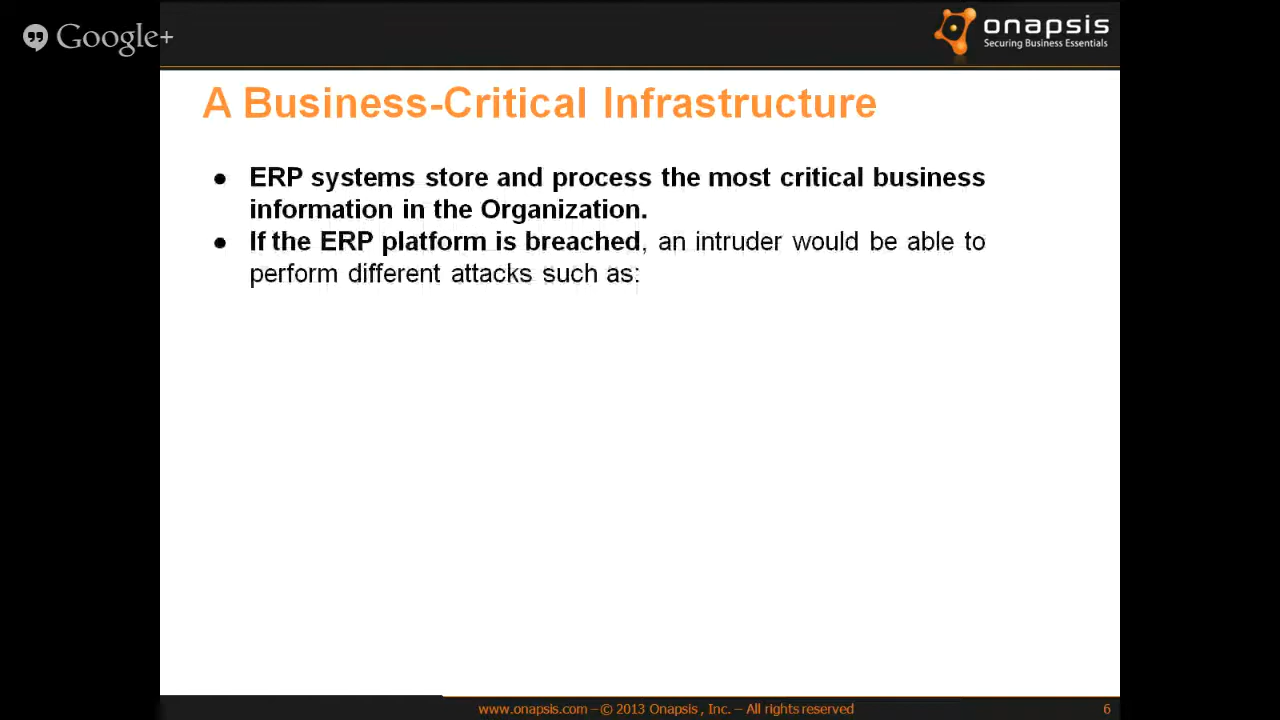 Google+
onapsis
Securing Business Essentials
A Business-Critical Infrastructure
● ERP systems store and process the most critical business
information in the Organization.
● If the ERP platform is breached, an intruder would be able to
perform different attacks such as:
www.onapsis.com – © 2013 Onapsis , Inc. – All rights reserved
6